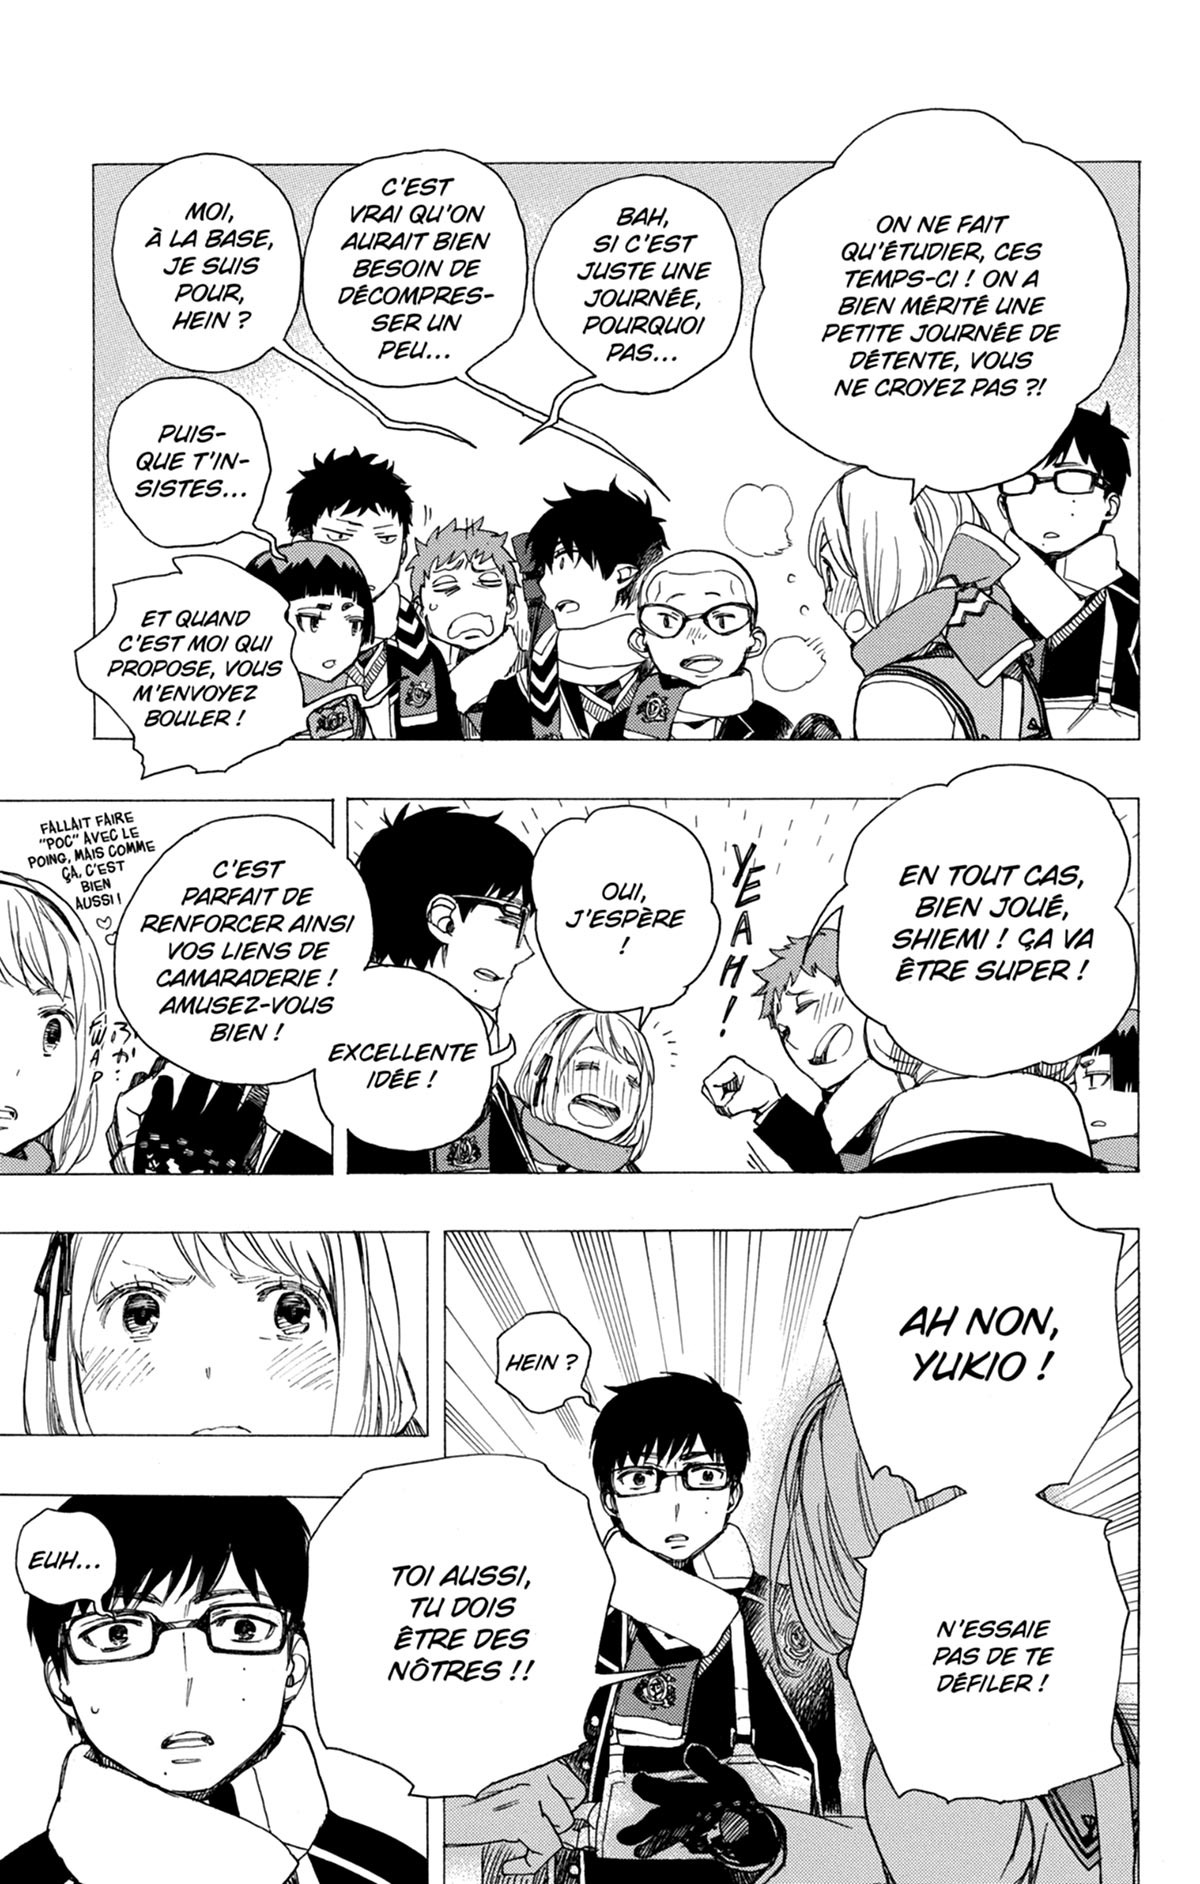 ON NE FAIT
QU'ÉTUDIER, CES
TEMPS-CI ! ON A
BIEN MÉRITÉ UNE
PETITE JOURNÉE DE
DÉTENTE, VOUS
NE CROYEZ PAS ?!
BAH,
SI C'EST
JUSTE UNE
JOURNÉE,
POURQUOI
PAS...
C'EST
VRAI QU'ON
AURAIT BIEN
BESOIN DE
DÉCOMPRES-
SER UN
PEU...
MOI,
À LA BASE,
JE SUIS
POUR,
HEIN ?
PUIS-
QUE T'IN-
SISTES...
ET QUAND
C'EST MOI QUI
PROPOSE, VOUS
M'ENVOYEZ
BOULER !
EN TOUT CAS,
BIEN JOUÉ,
SHIEMI ! ÇA VA
ÊTRE SUPER !
YEAH !
OUI,
J'ESPÈRE
!
EXCELLENTE
IDÉE !
C'EST
PARFAIT DE
RENFORCER AINSI
VOS LIENS DE
CAMARADERIE !
AMUSEZ-VOUS
BIEN !
FALLAIT FAIRE
"POC" AVEC LE
POING, MAIS COMME
ÇA, C'EST
BIEN
AUSSI !
FWAP
AH NON,
YUKIO !
HEIN ?
N'ESSAIE
PAS DE TE
DÉFILER !
TOI AUSSI,
TU DOIS
ÊTRE DES
NÔTRES !!
EUH...